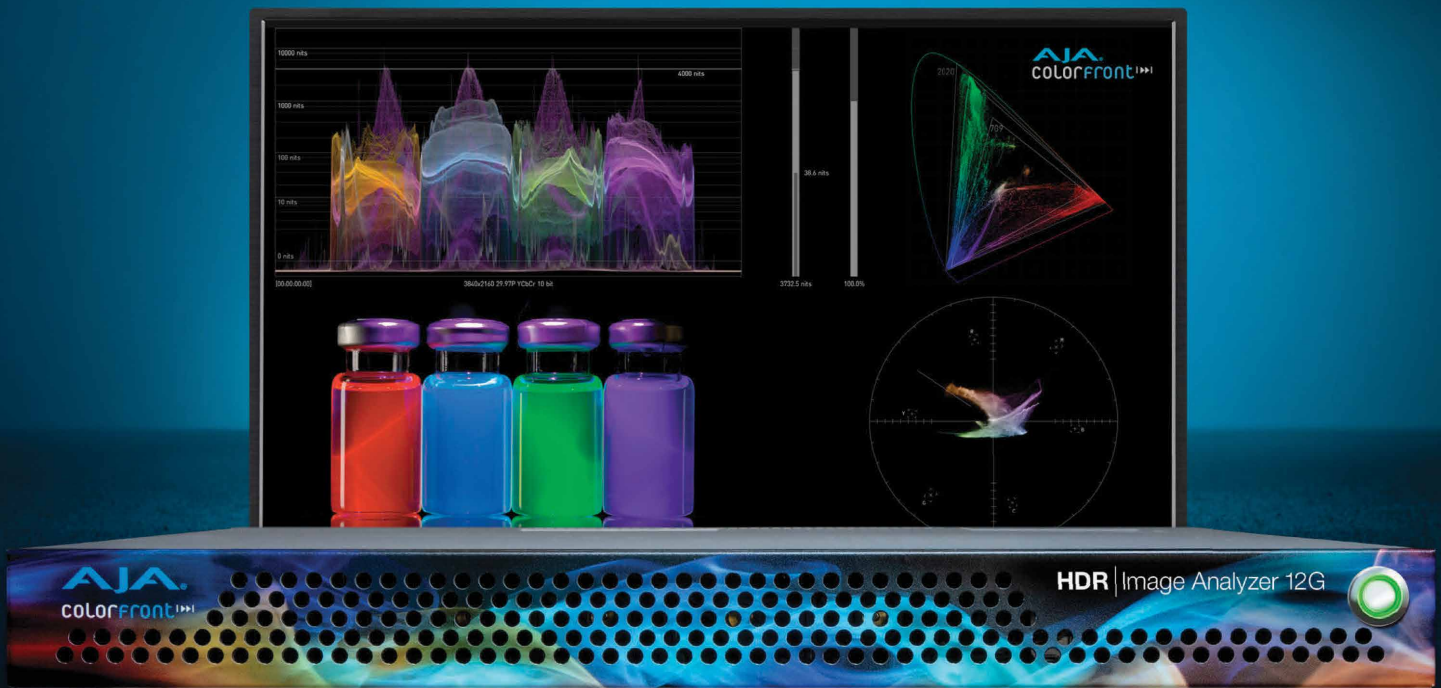 10000 nits
4000 nits
1000 nits
100 nits
10 nits
0 nits
[00:00:00:00]
3840x2160 29.97P YCbCr 10 bit
38.6 nits
3732.5 nits
100.0%
AJA
colorfront
2020
709
AJA
colorfront
HDR | Image Analyzer 12G